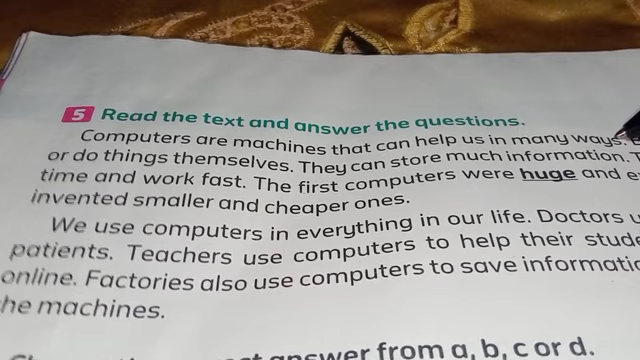 5 Read the text and answer the questions.
Computers are machines that can help us in many ways.
or do things themselves. They can store much information.
time and work fast. The first computers were huge and
invented smaller and cheaper ones.
We use computers in everything in our life. Doctors
patients. Teachers use computers to help their
online. Factories also use computers to save
the machines.
answer from a, b, c or d.